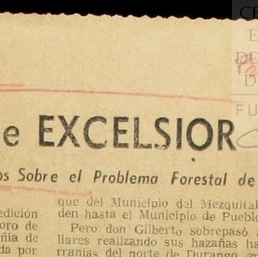 e EXCELSIOR
os Sobre el Problema Forestal de
edición
oro de
ñía de
da por
que del Municipio del Mezquital
den hasta el Municipio de Pueblo
Pero don Gilberto sobrepasó a
liares realizando sus hazañas ha
rranías del norte de Durango